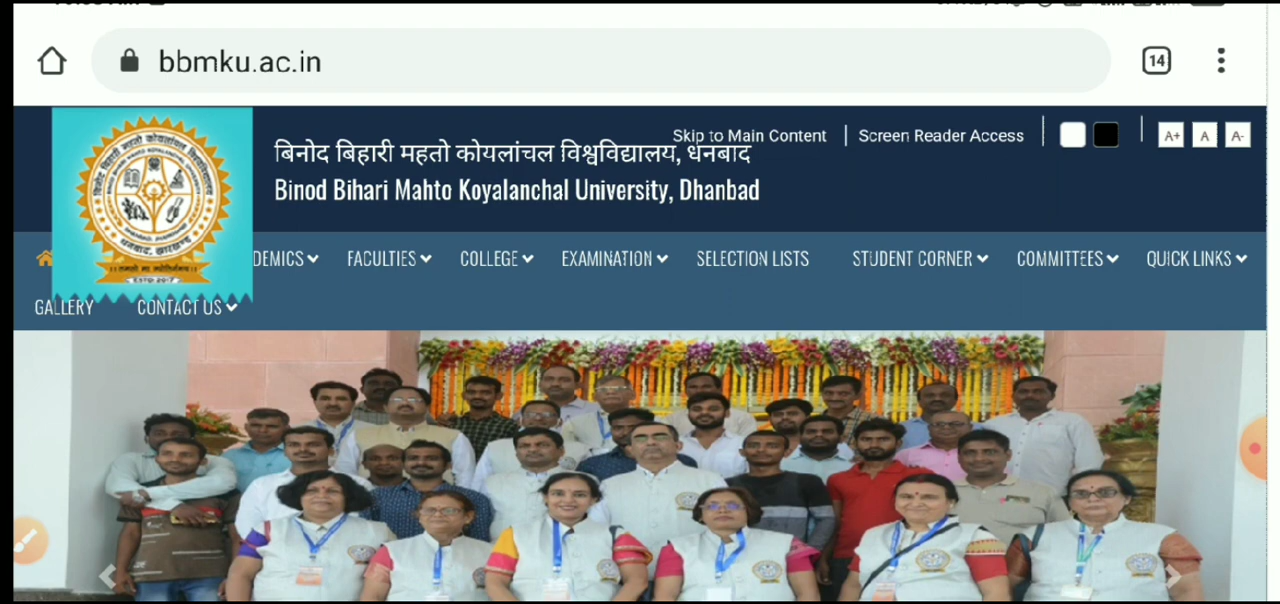 bbmku.ac.in
14
Skip to Main Content
Screen Reader Access
A+
A
A-
बिनोद बिहारी महतो कोयलांचल विश्वविद्यालय, धनबाद
Binod Bihari Mahto Koyalanchal University, Dhanbad
DEMICS
FACULTIES
COLLEGE
EXAMINATION
SELECTION LISTS
STUDENT CORNER
COMMITTEES
QUICK LINKS
GALLERY
CONTACT US